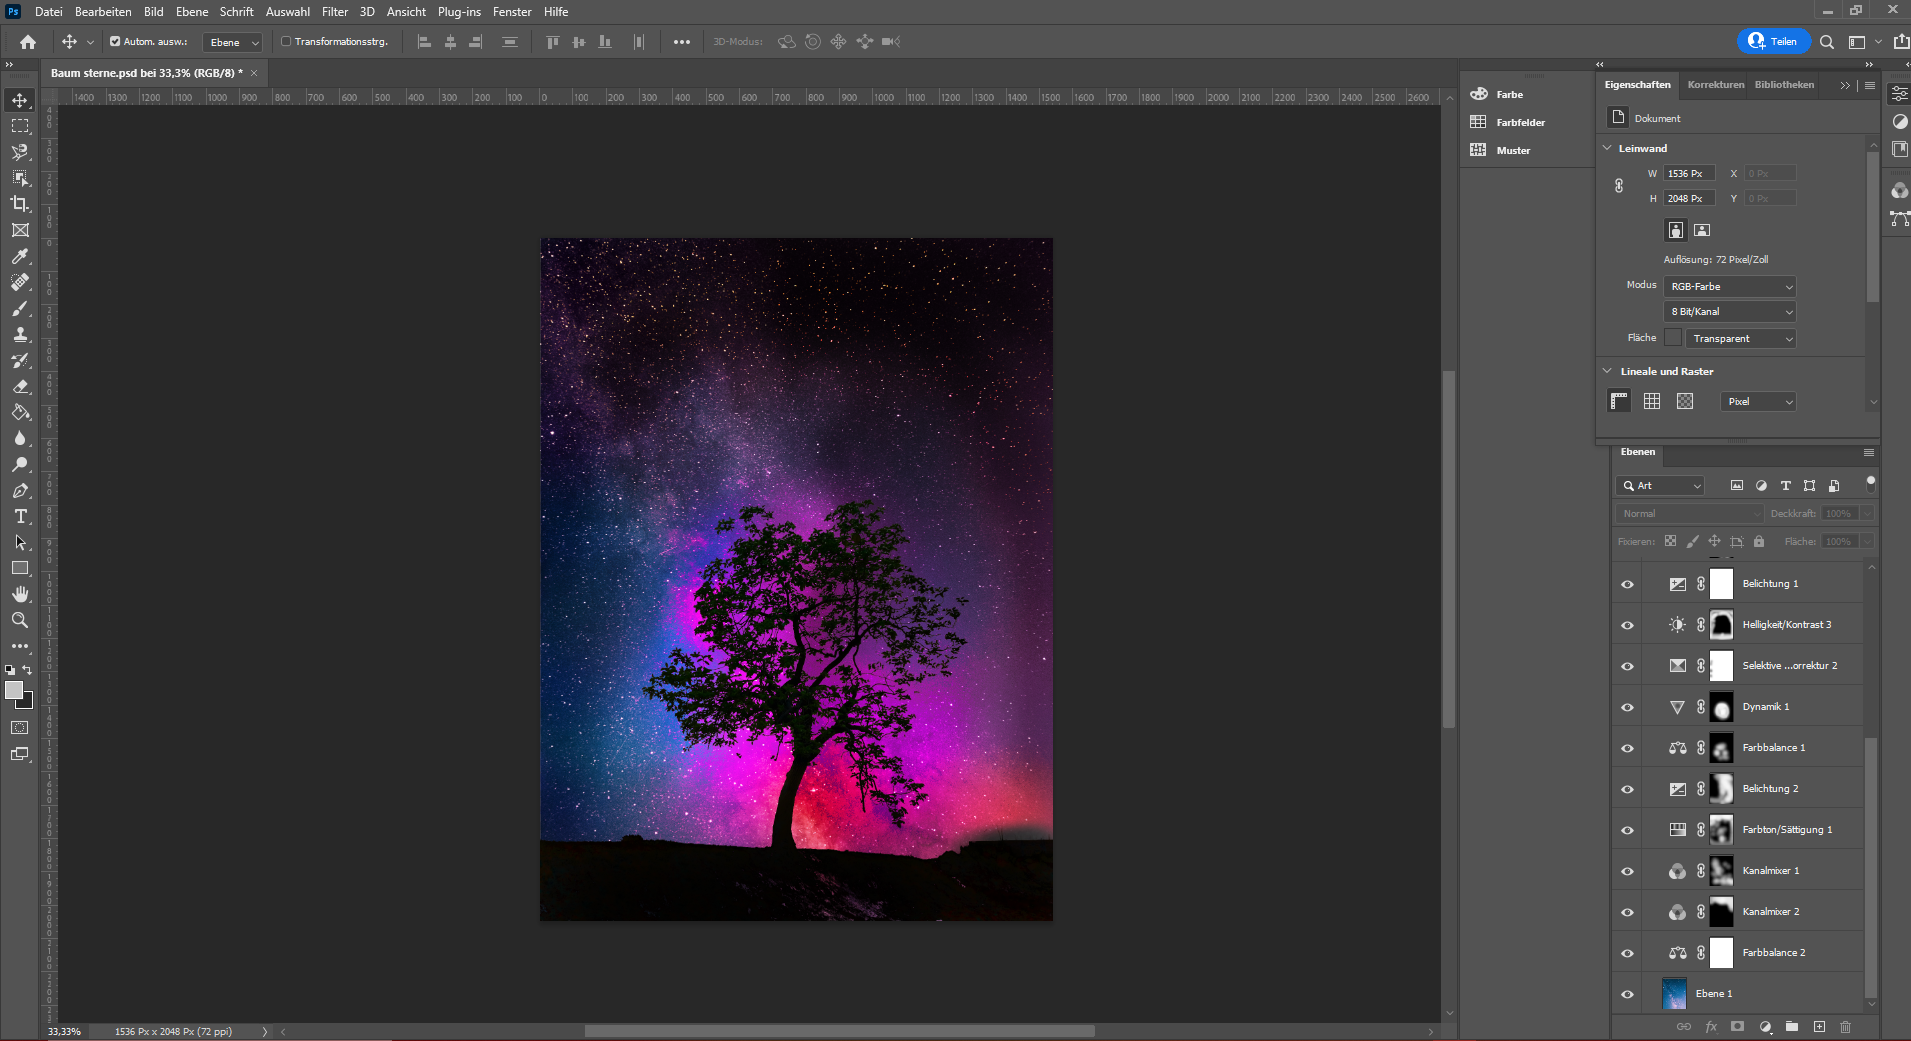 Ps Datei Bearbeiten Bild Ebene Schrift Auswahl Filter 3D Ansicht Plug-ins Fenster Hilfe
Autom. ausw.: Ebene Transformationsstrg. 3D-Modus: Teilen
Baum sterne.psd bei 33,3% (RGB/8) *
1400 1300 1200 1100 1000 900 800 700 600 500 400 300 200 100 0 100 200 300 400 500 600 700 800 900 1000 1100 1200 1300 1400 1500 1600 1700 1800 1900 2000 2100 2200 2300 2400 2500 2600
Farbe
Farbfelder
Muster
Eigenschaften Korrekturen Bibliotheken
Dokument
Leinwand
W 1536 Px X 0 Px
H 2048 Px Y 0 Px
Auflösung: 72 Pixel/Zoll
Modus RGB-Farbe
8 Bit/Kanal
Fläche Transparent
Lineale und Raster
Pixel
Ebenen
Art
Normal Deckkraft: 100%
Fixieren: Fläche: 100%
Belichtung 1
Helligkeit/Kontrast 3
Selektive ...orrektur 2
Dynamik 1
Farbbalance 1
Belichtung 2
Farbton/Sättigung 1
Kanalmixer 1
Kanalmixer 2
Farbbalance 2
Ebene 1
fx
33,33% 1536 Px x 2048 Px (72 ppi)